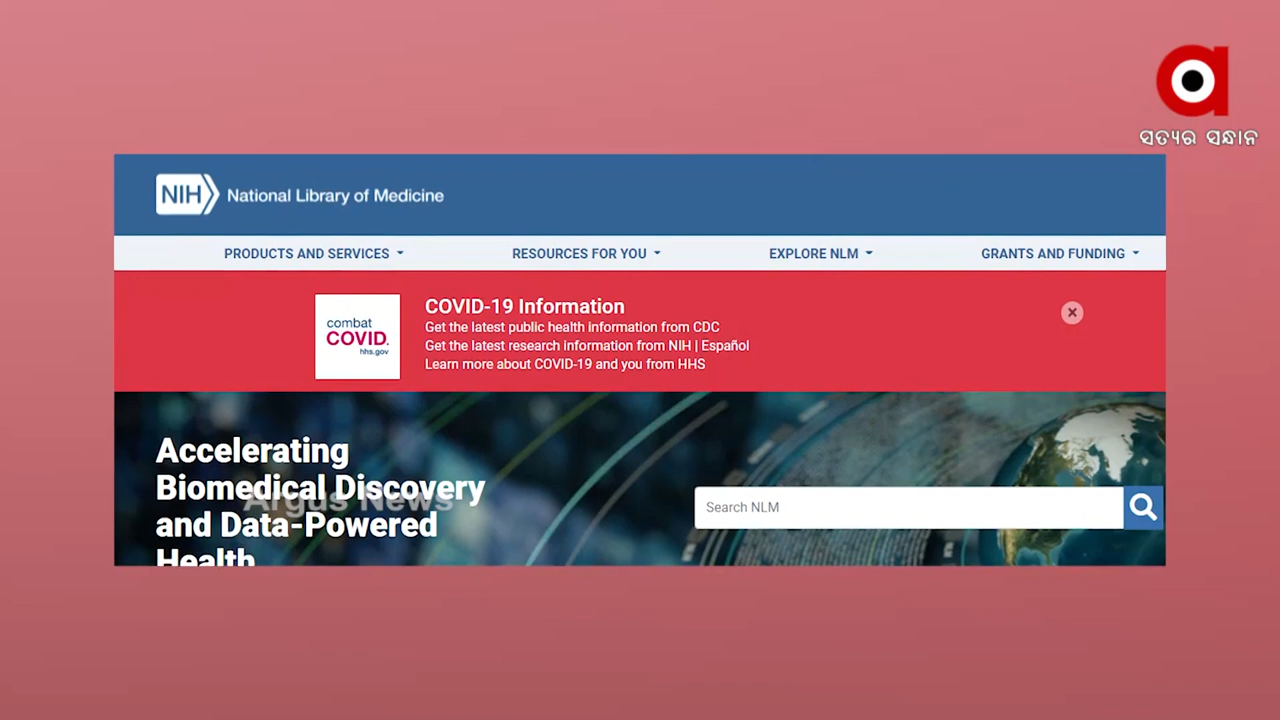 ସତ୍ୟର ସନ୍ଧାନ
NIH National Library of Medicine
PRODUCTS AND SERVICES RESOURCES FOR YOU EXPLORE NLM GRANTS AND FUNDING
combat
COVID.
hhs.gov
COVID-19 Information
Get the latest public health information from CDC
Get the latest research information from NIH | Español
Learn more about COVID-19 and you from HHS
Accelerating
Biomedical Discovery
and Data-Powered
Health
Argus News
Search NLM